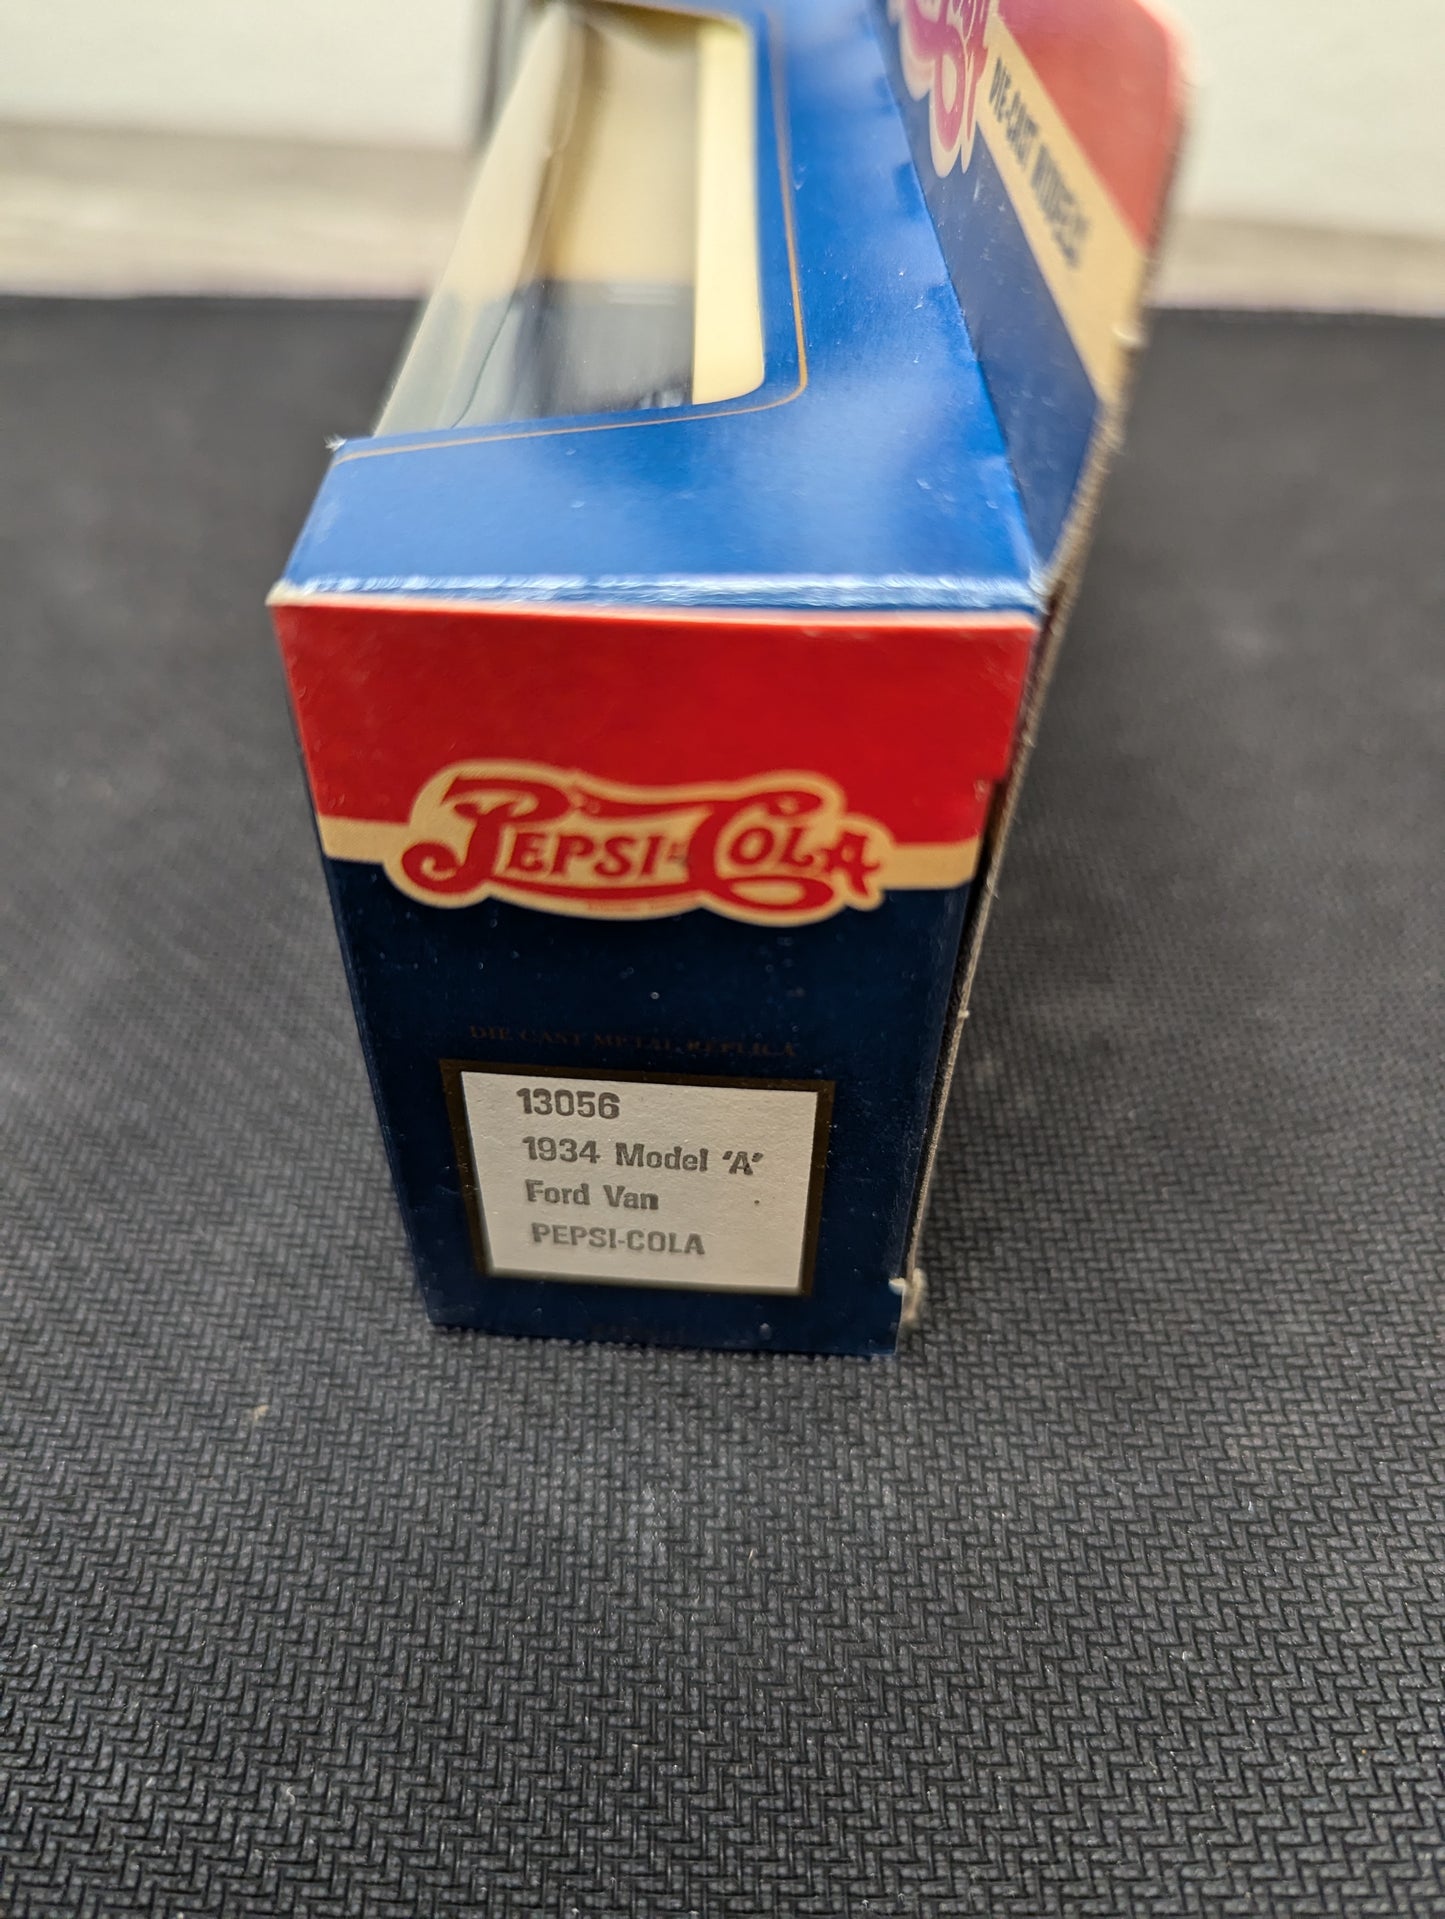 DIE-CAST MODELS
PEPSI-COLA
DIE CAST METAL REPLICA
13056
1934 Model 'A'
Ford Van
PEPSI-COLA